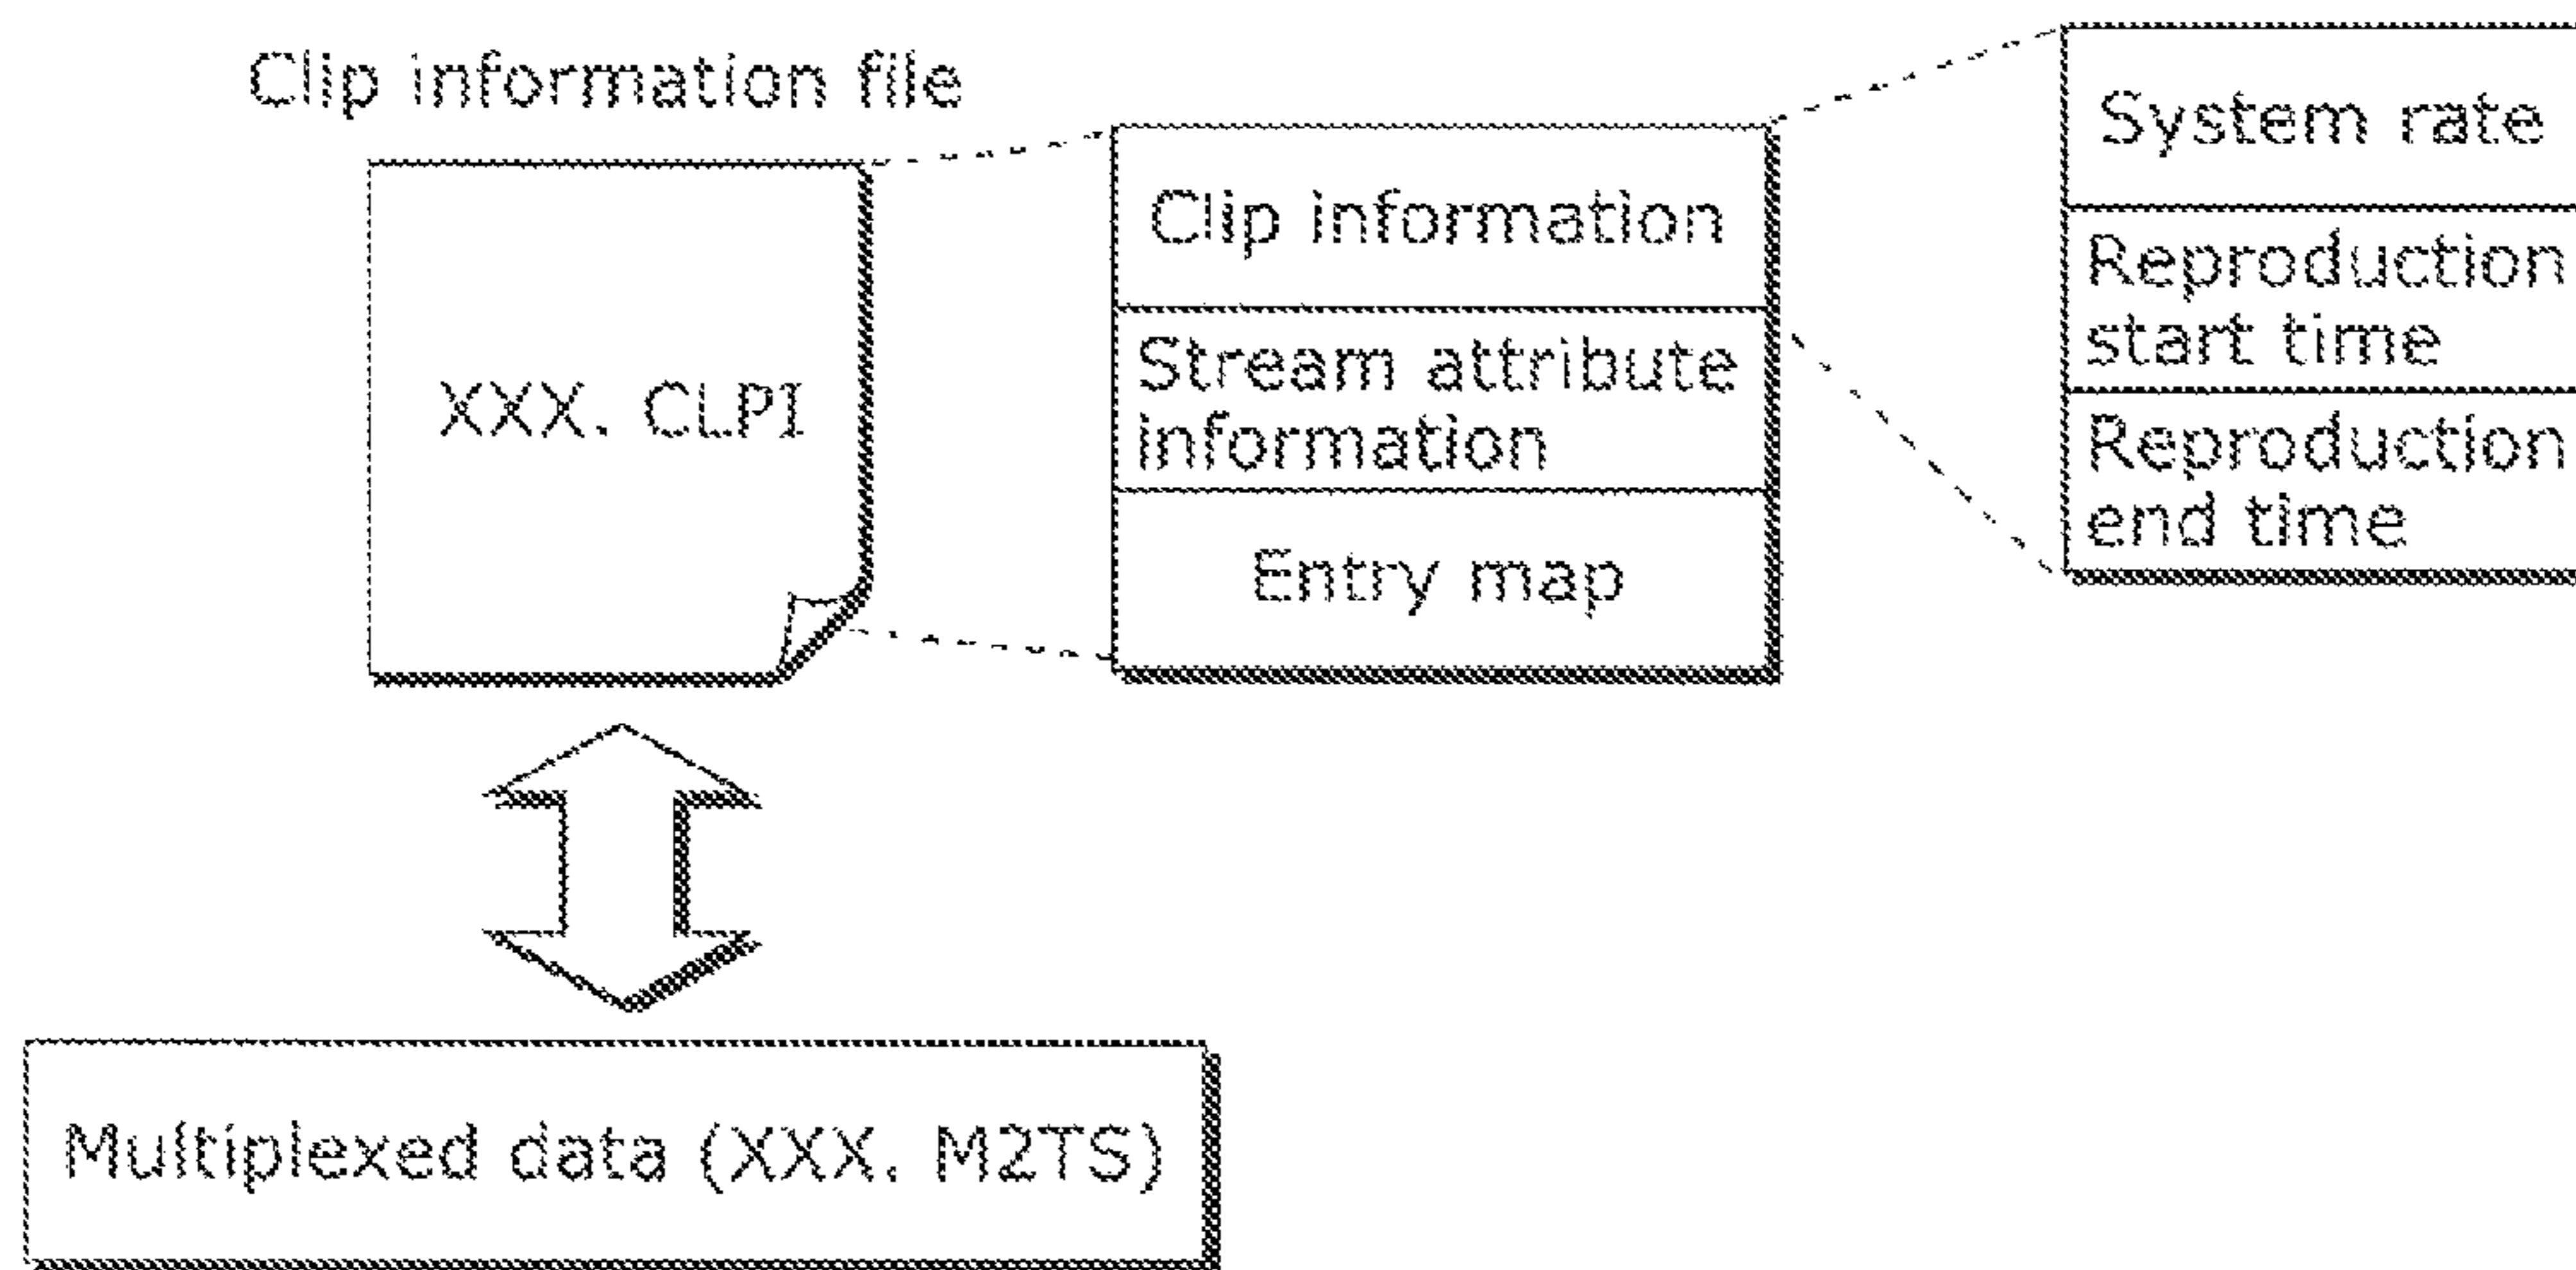 Clip information file
XXX. CLPI
Clip information
Stream attribute
information
Entry map
System rate
Reproduction
start time
Reproduction
end time
Multiplexed data (XXX. M2TS)